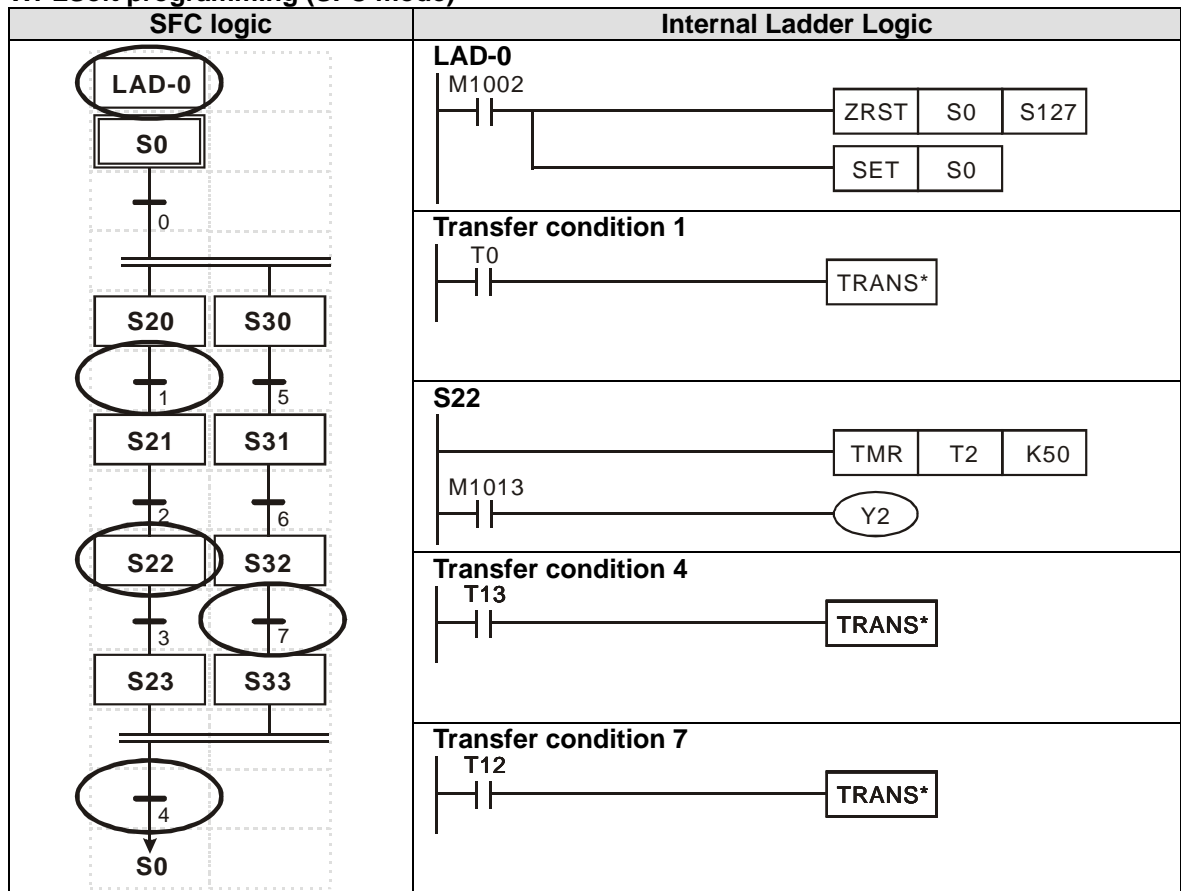 SFC logic
Internal Ladder Logic
LAD-0
S0
0
S20 S30
1 5
S21 S31
2 6
S22 S32
3 7
S23 S33
4
S0
LAD-0
M1002
ZRST S0 S127
SET S0
Transfer condition 1
T0
TRANS*
S22
TMR T2 K50
M1013
Y2
Transfer condition 4
T13
TRANS*
Transfer condition 7
T12
TRANS*